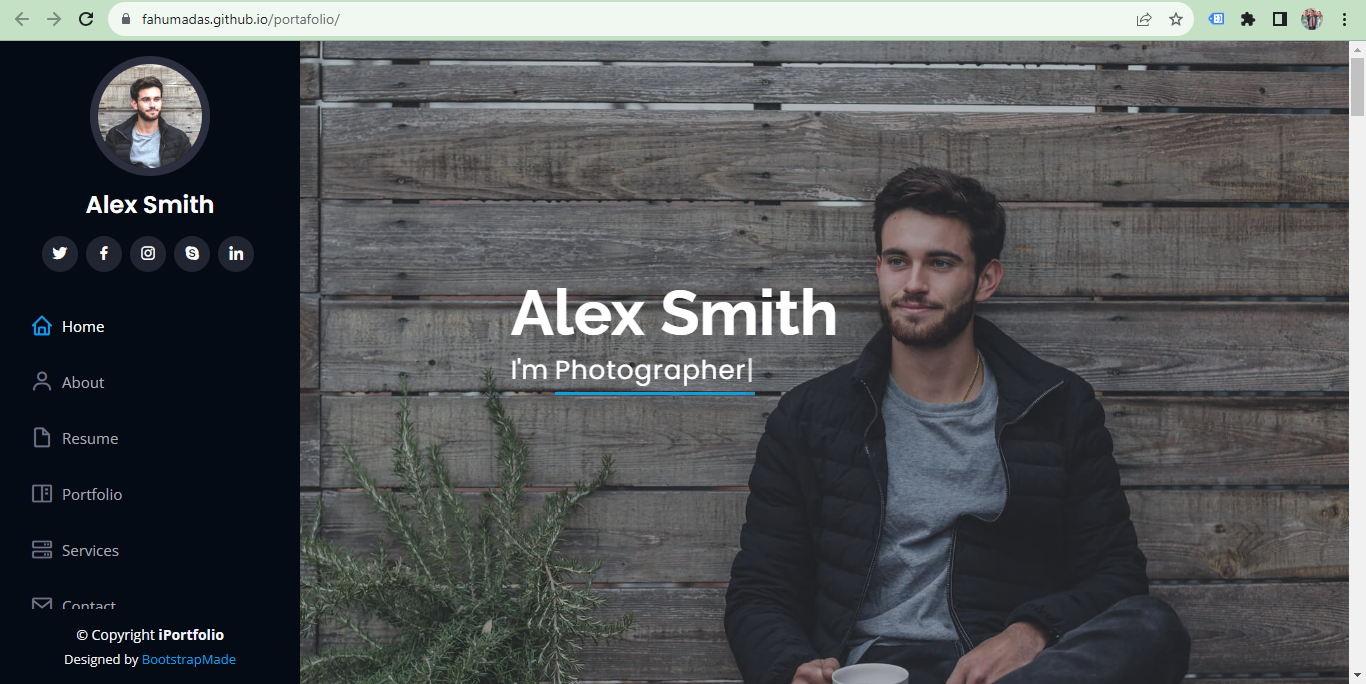 fahumadas.github.io/portafolio/
Alex Smith
Home
About
Resume
Portfolio
Services
Contact
© Copyright iPortfolio
Designed by BootstrapMade
Alex Smith
I'm Photographer|